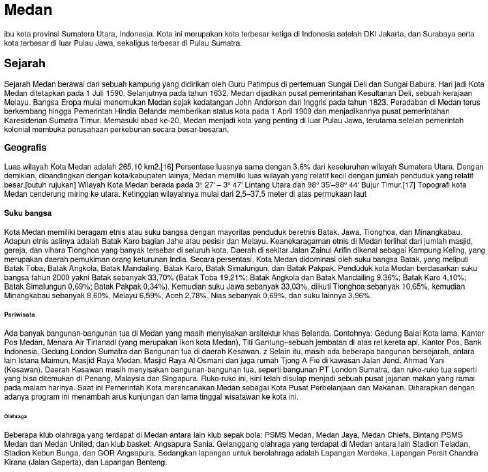 Medan
ibu kota provinsi Sumatera Utara, Indonesia. Kota ini merupakan kota terbesar ketiga di Indonesia setelah DKI Jakarta, dan Surabaya serta
kota terbesar di luar Pulau Jawa, sekaligus terbesar di Pulau Sumatra.
Sejarah
Sejarah Medan berawal dari sebuah kampung yang didirikan oleh Guru Patimpus di pertemuan Sungai Deli dan Sungai Babura. Hari jadi Kota
Medan ditetapkan pada 1 Juli 1590. Selanjutnya pada tahun 1632, Medan dijadikan pusat pemerintahan Kesultanan Deli, sebuah kerajaan
Melayu. Bangsa Eropa mulai menemukan Medan sejak kedatangan John Anderson dari Inggris pada tahun 1823. Peradaban di Medan terus
berkembang hingga Pemerintah Hindia Belanda memberikan status kota pada 1 April 1909 dan menjadikannya pusat pemerintahan
Karesidenan Sumatra Timur. Memasuki abad ke-20, Medan menjadi kota yang penting di luar Pulau Jawa, terutama setelah pemerintah
kolonial membuka perusahaan perkebunan secara besar-besaran.
Geografis
Luas wilayah Kota Medan adalah 265,10 km2.[16] Persentase luasnya sama dengan 3,6% dari keseluruhan wilayah Sumatera Utara. Dengan
demikian, dibandingkan dengan kota/kabupaten lainya, Medan memiliki luas wilayah yang relatif kecil dengan jumlah penduduk yang relatif
besar.[butuh rujukan] Wilayah Kota Medan berada pada 3° 27' – 3° 47' Lintang Utara dan 98° 35'–98° 44' Bujur Timur.[17] Topografi kota
Medan cenderung miring ke utara. Ketinggian wilayahnya mulai dari 2,5–37,5 meter di atas permukaan laut
Suku bangsa
Kota Medan memiliki beragam etnis atau suku bangsa dengan mayoritas penduduk beretnis Batak, Jawa, Tionghoa, dan Minangkabau.
Adapun etnis aslinya adalah Batak Karo bagian Jahe atau pesisir dan Melayu. Keanekaragaman etnis di Medan terlihat dari jumlah masjid,
gereja, dan vihara Tionghoa yang banyak tersebar di seluruh kota. Daerah di sekitar Jalan Zainul Arifin dikenal sebagai Kampung Keling, yang
merupakan daerah pemukiman orang keturunan India. Secara persentasi, Kota Medan didominasi oleh suku bangsa Batak, yang meliputi
Batak Toba, Batak Angkola, Batak Mandailing, Batak Karo, Batak Simalungun, dan Batak Pakpak. Penduduk kota Medan berdasarkan suku
bangsa tahun 2000 yakni Batak sebanyak 33,70% (Batak Toba 19,21%; Batak Angkola dan Batak Mandailing 9,36%; Batak Karo 4,10%;
Batak Simalungun 0,69%; Batak Pakpak 0,34%). Kemudian suku Jawa sebanyak 33,03%, diikuti Tionghoa sebanyak 10,65%, kemudian
Minangkabau sebanyak 8,60%, Melayu 6,59%, Aceh 2,78%, Nias sebanyak 0,69%, dan suku lainnya 3,96%.
Pariwisata
Ada banyak bangunan-bangunan tua di Medan yang masih menyisakan arsitektur khas Belanda. Contohnya: Gedung Balai Kota lama, Kantor
Pos Medan, Menara Air Tirtanadi (yang merupakan ikon kota Medan), Titi Gantung–sebuah jembatan di atas rel kereta api, Kantor Pos, Bank
Indonesia, Gedung London Sumatra dan Bangunan tua di daerah Kesawan. z Selain itu, masih ada beberapa bangunan bersejarah, antara
lain Istana Maimun, Masjid Raya Medan, Masjid Raya Al Osmani dan juga rumah Tjong A Fie di kawasan Jalan Jend. Ahmad Yani
(Kesawan). Daerah Kesawan masih menyisakan bangunan-bangunan tua, seperti bangunan PT London Sumatra, dan ruko-ruko tua seperti
yang bisa ditemukan di Penang, Malaysia dan Singapura. Ruko-ruko ini, kini telah disulap menjadi sebuah pusat jajanan makan yang ramai
pada malam harinya. Saat ini Pemerintah Kota merencanakan Medan sebagai Kota Pusat Perbelanjaan dan Makanan. Diharapkan dengan
adanya program ini menambah arus kunjungan dan lama tinggal wisatawan ke kota ini.
Olahraga
Beberapa klub olahraga yang terdapat di Medan antara lain klub sepak bola: PSMS Medan, Medan Jaya, Medan Chiefs, Bintang PSMS
Medan dan Medan United; dan klub basket: Angsapura Sania. Gelanggang olahraga yang terdapat di Medan antara lain Stadion Teladan,
Stadion Kebun Bunga, dan GOR Angsapura. Sedangkan lapangan untuk berolahraga adalah Lapangan Merdeka, Lapangan Persit Chandra
Kirana (Jalan Gaperta), dan Lapangan Benteng.